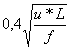 0,4√(u * L / f)